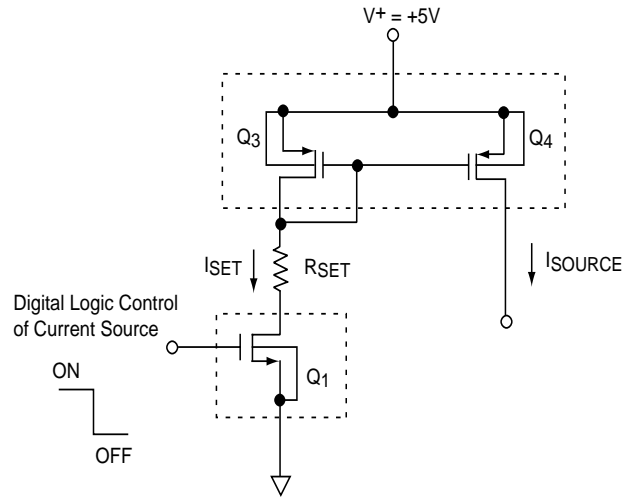 V+ = +5V
Q3
Q4
ISET
RSET
ISOURCE
Digital Logic Control
of Current Source
ON
Q1
OFF